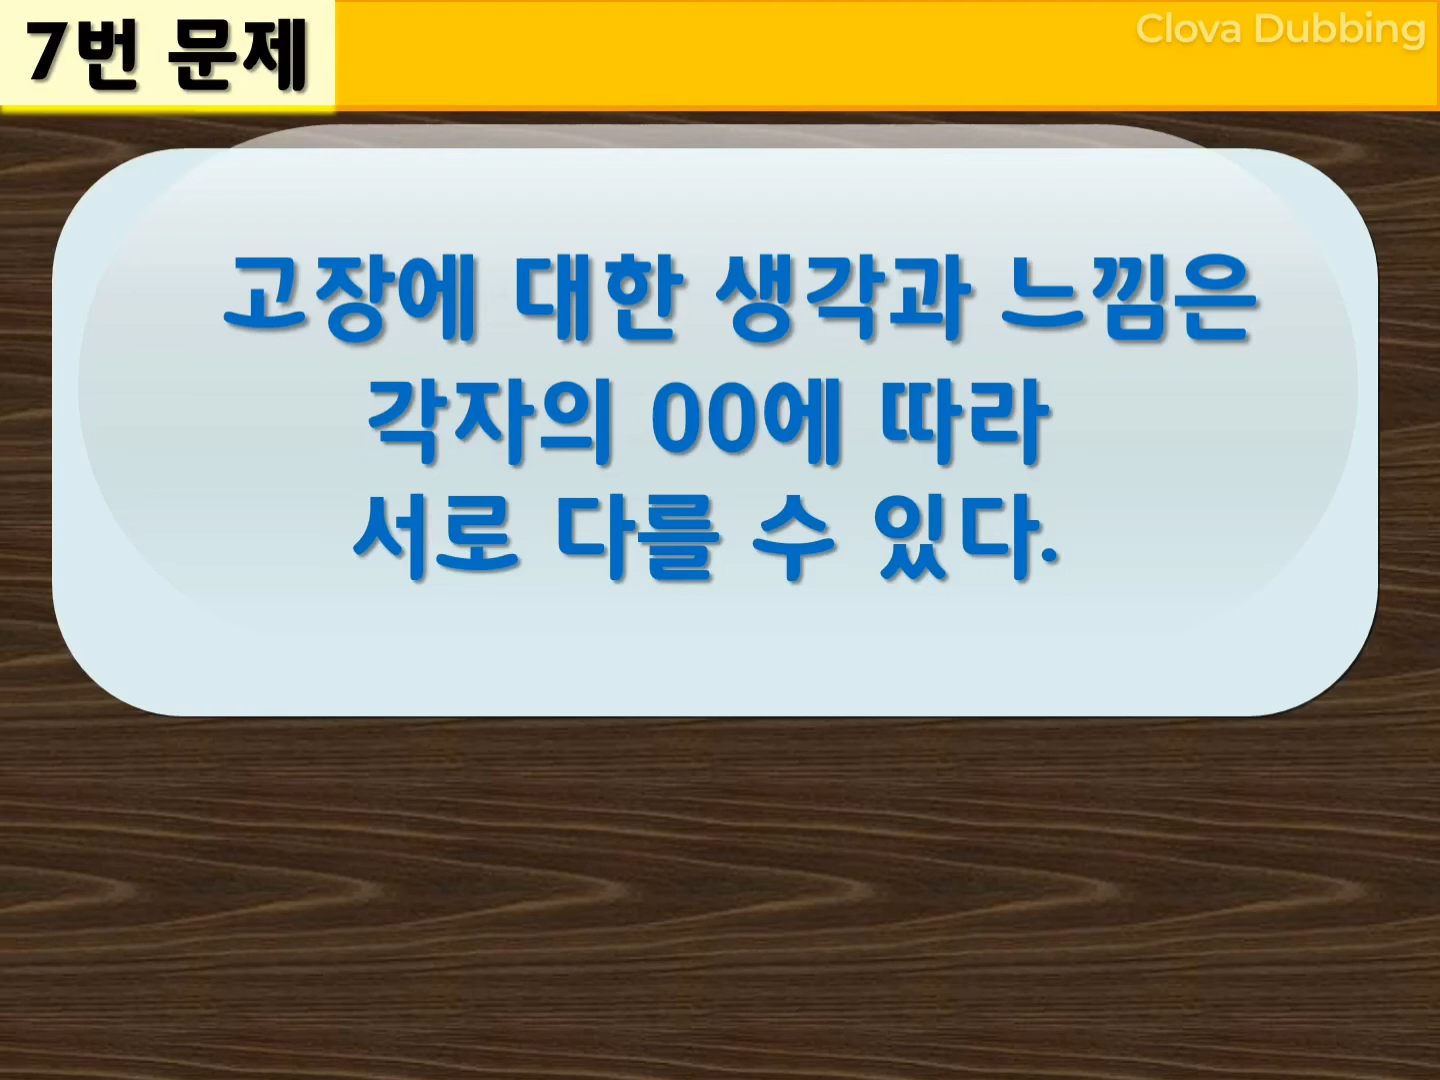 7번 문제
Clova Dubbing
고장에 대한 생각과 느낌은
각자의 00에 따라
서로 다를 수 있다.